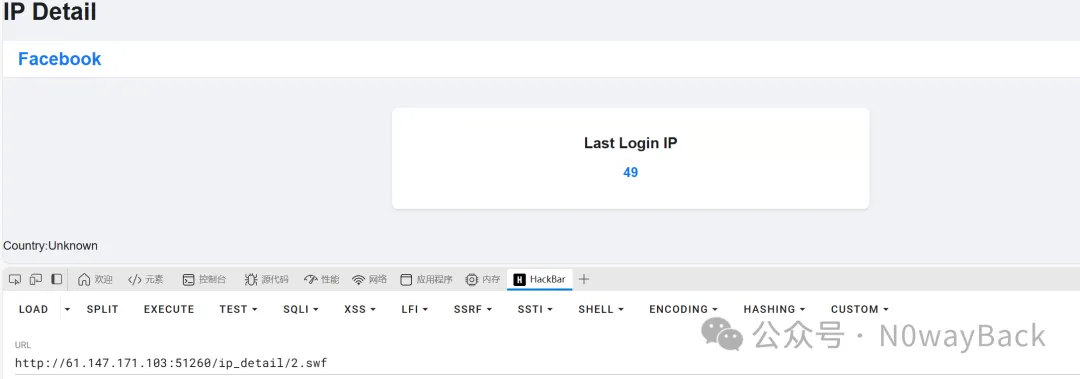 IP Detail
Facebook
Last Login IP
49
Country:Unknown
欢迎 元素 控制台 源代码 性能 网络 应用程序 内存 HackBar
LOAD SPLIT EXECUTE TEST SQLI XSS LFI SSRF SSTI SHELL ENCODING HASHING CUSTOM
公众号 · N0wayBack
URL
http://61.147.171.103:51260/ip_detail/2.swf